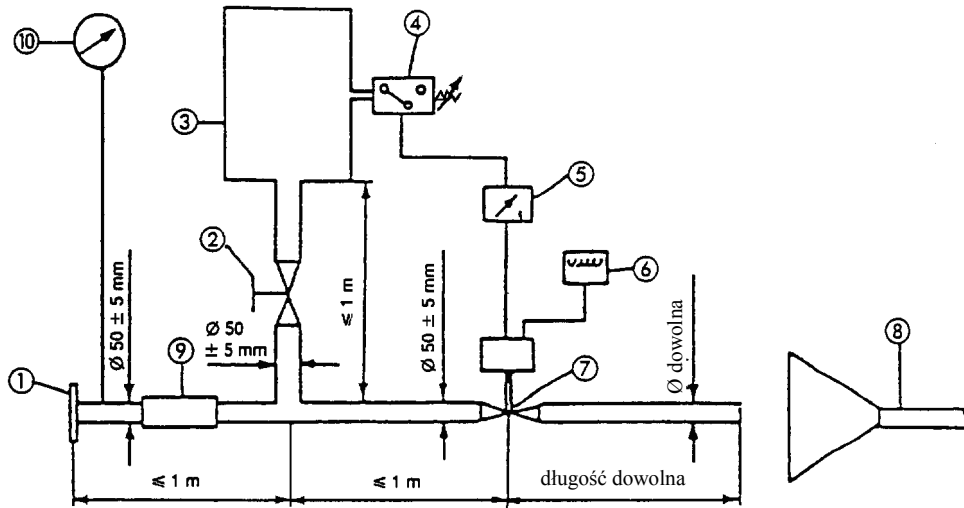 10
4
3
5
2
6
Ø 50 ± 5 mm
⩽ 1 m
Ø 50 ± 5 mm
Ø dowolna
Ø 50
± 5 mm
9
7
8
1
⩽ 1 m
⩽ 1 m
długość dowolna